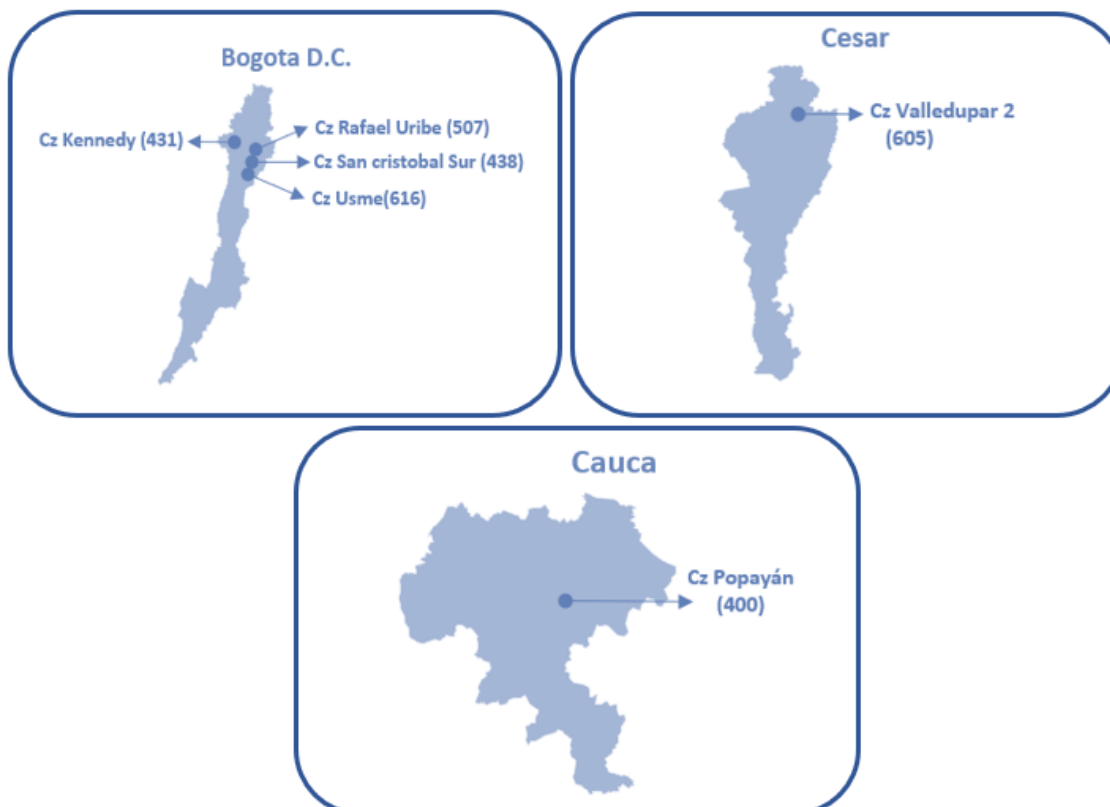 Bogota D.C.
Cz Kennedy (431)
Cz Rafael Uribe (507)
Cz San cristobal Sur (438)
Cz Usme(616)
Cesar
Cz Valledupar 2
(605)
Cauca
Cz Popayán
(400)